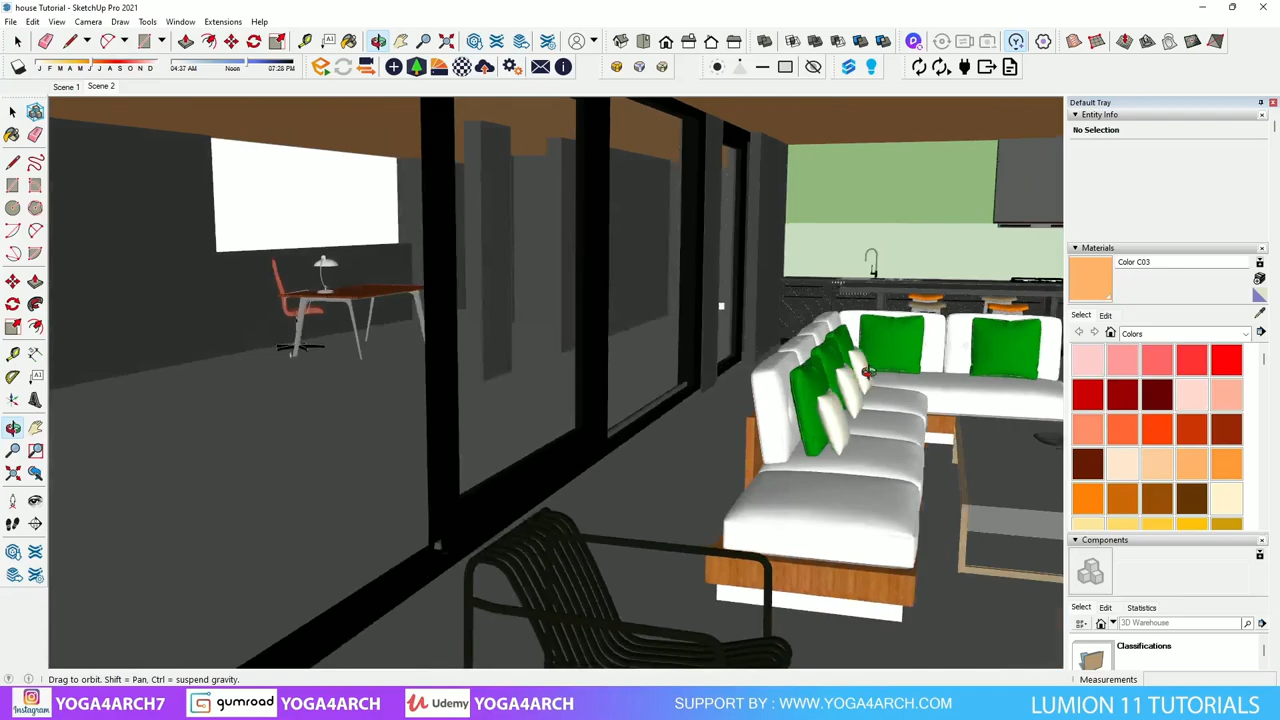 house Tutorial - SketchUp Pro 2021
File Edit View Camera Draw Tools Window Extensions Help
J F M A M J J A S O N D 04:37 AM Noon 07:28 PM
Scene 1 Scene 2
Default Tray
Entity Info
No Selection
Materials
Color C03
Select Edit
Colors
Components
Select Edit Statistics
3D Warehouse
Classifications
Drag to orbit. Shift = Pan, Ctrl = suspend gravity.
Measurements
Instagram YOGA4ARCH7 gumroad YOGA4ARCH Udemy YOGA4ARCH SUPPORT BY : WWW.YOGA4ARCH.COM LUMION 11 TUTORIALS